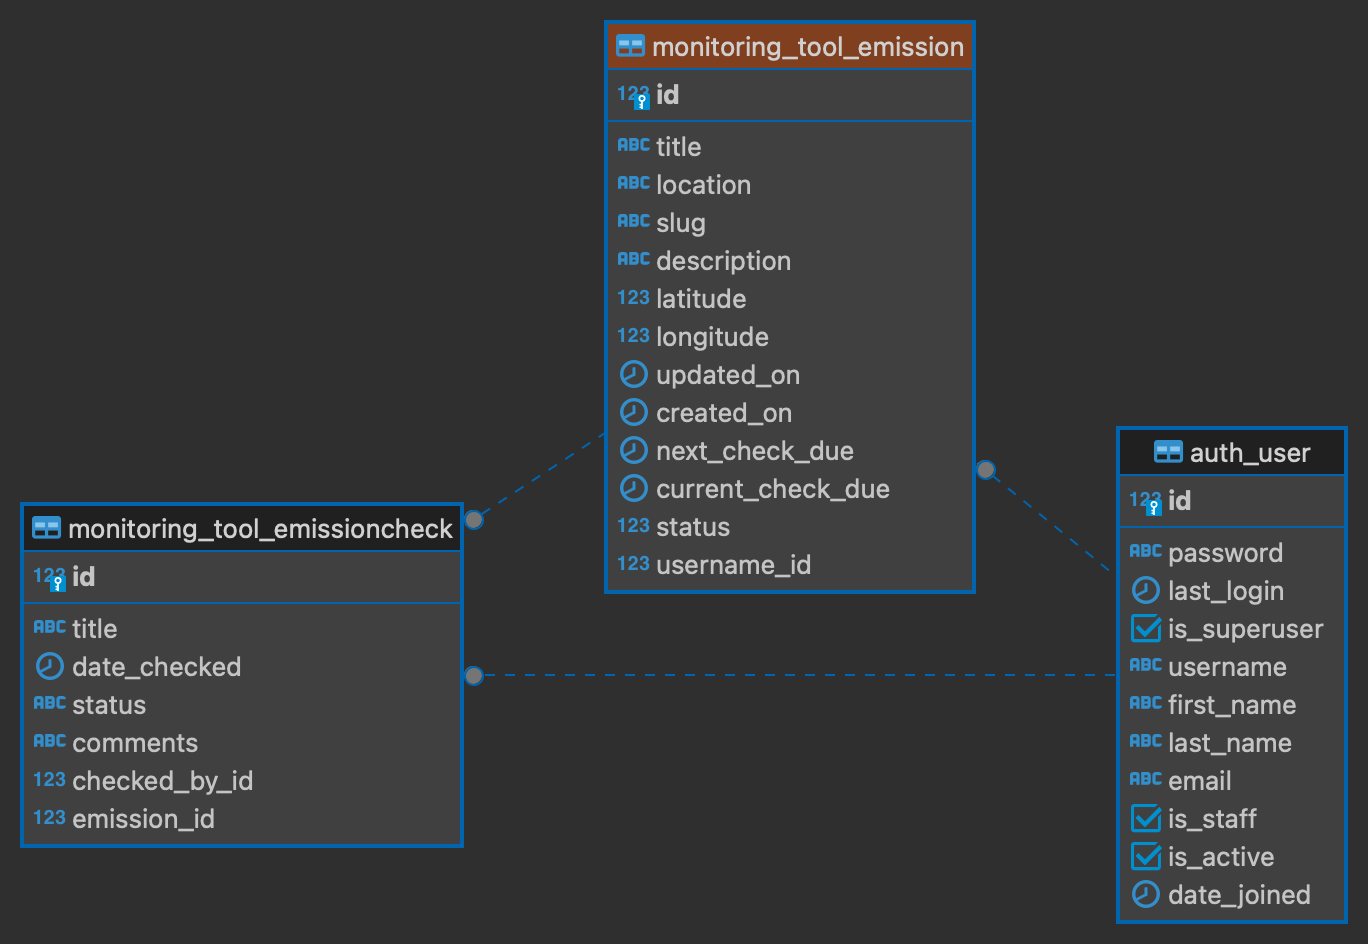 monitoring_tool_emission
123 id
ABC title
ABC location
ABC slug
ABC description
123 latitude
123 longitude
updated_on
created_on
next_check_due
current_check_due
123 status
123 username_id
monitoring_tool_emissioncheck
123 id
ABC title
date_checked
ABC status
ABC comments
123 checked_by_id
123 emission_id
auth_user
123 id
ABC password
last_login
is_superuser
ABC username
ABC first_name
ABC last_name
ABC email
is_staff
is_active
date_joined